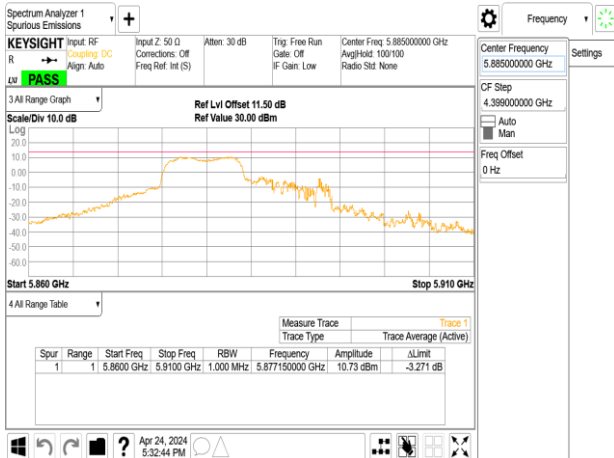 Spectrum Analyzer 1
Spurious Emissions
Frequency
KEYSIGHT
R
LXI
PASS
Input: RF
Coupling: DC
Align: Auto
Input Z: 50 Ω
Corrections: Off
Freq Ref: Int (S)
Atten: 30 dB
Trig: Free Run
Gate: Off
IF Gain: Low
Center Freq: 5.885000000 GHz
Avg|Hold: 100/100
Radio Std: None
Center Frequency
5.885000000 GHz
Settings
CF Step
4.399000000 GHz
Auto
Man
Freq Offset
0 Hz
3 All Range Graph
Scale/Div 10.0 dB
Ref Lvl Offset 11.50 dB
Ref Value 30.00 dBm
Log
20.0
10.0
0.00
-10.0
-20.0
-30.0
-40.0
-50.0
-60.0
Start 5.860 GHz
Stop 5.910 GHz
4 All Range Table
Measure Trace Trace 1
Trace Type Trace Average (Active)
Spur Range Start Freq Stop Freq RBW Frequency Amplitude ΔLimit
1 1 5.8600 GHz 5.9100 GHz 1.000 MHz 5.877150000 GHz 10.73 dBm -3.271 dB
Apr 24, 2024
5:32:44 PM